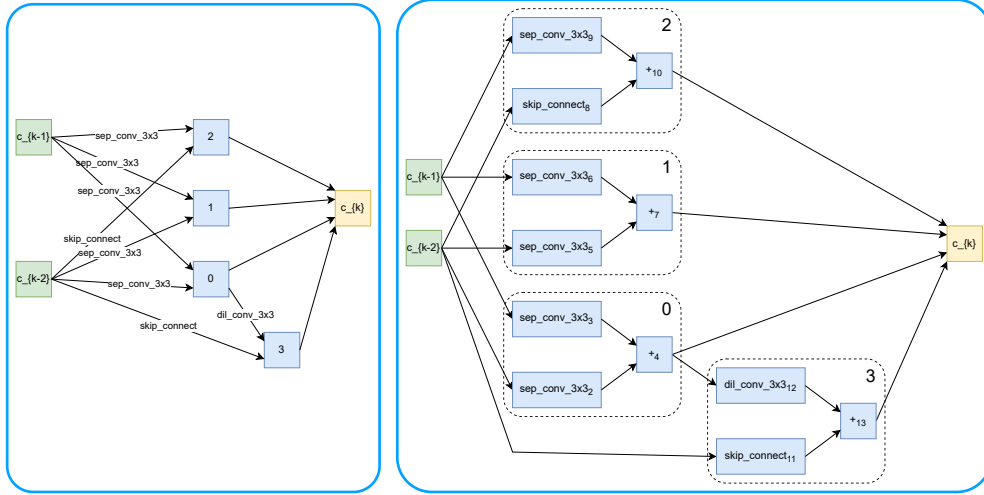 c_{k-1}
sep_conv_3x3
2
sep_conv_3x3
sep_conv_3x3
1
c_{k}
skip_connect
sep_conv_3x3
c_{k-2}
sep_conv_3x3
0
dil_conv_3x3
skip_connect
3
2
sep_conv_3x3₉
+₁₀
skip_connect₈
1
c_{k-1}
sep_conv_3x3₆
+₇
c_{k-2}
sep_conv_3x3₅
c_{k}
0
sep_conv_3x3₃
+₄
sep_conv_3x3₂
3
dil_conv_3x3₁₂
+₁₃
skip_connect₁₁